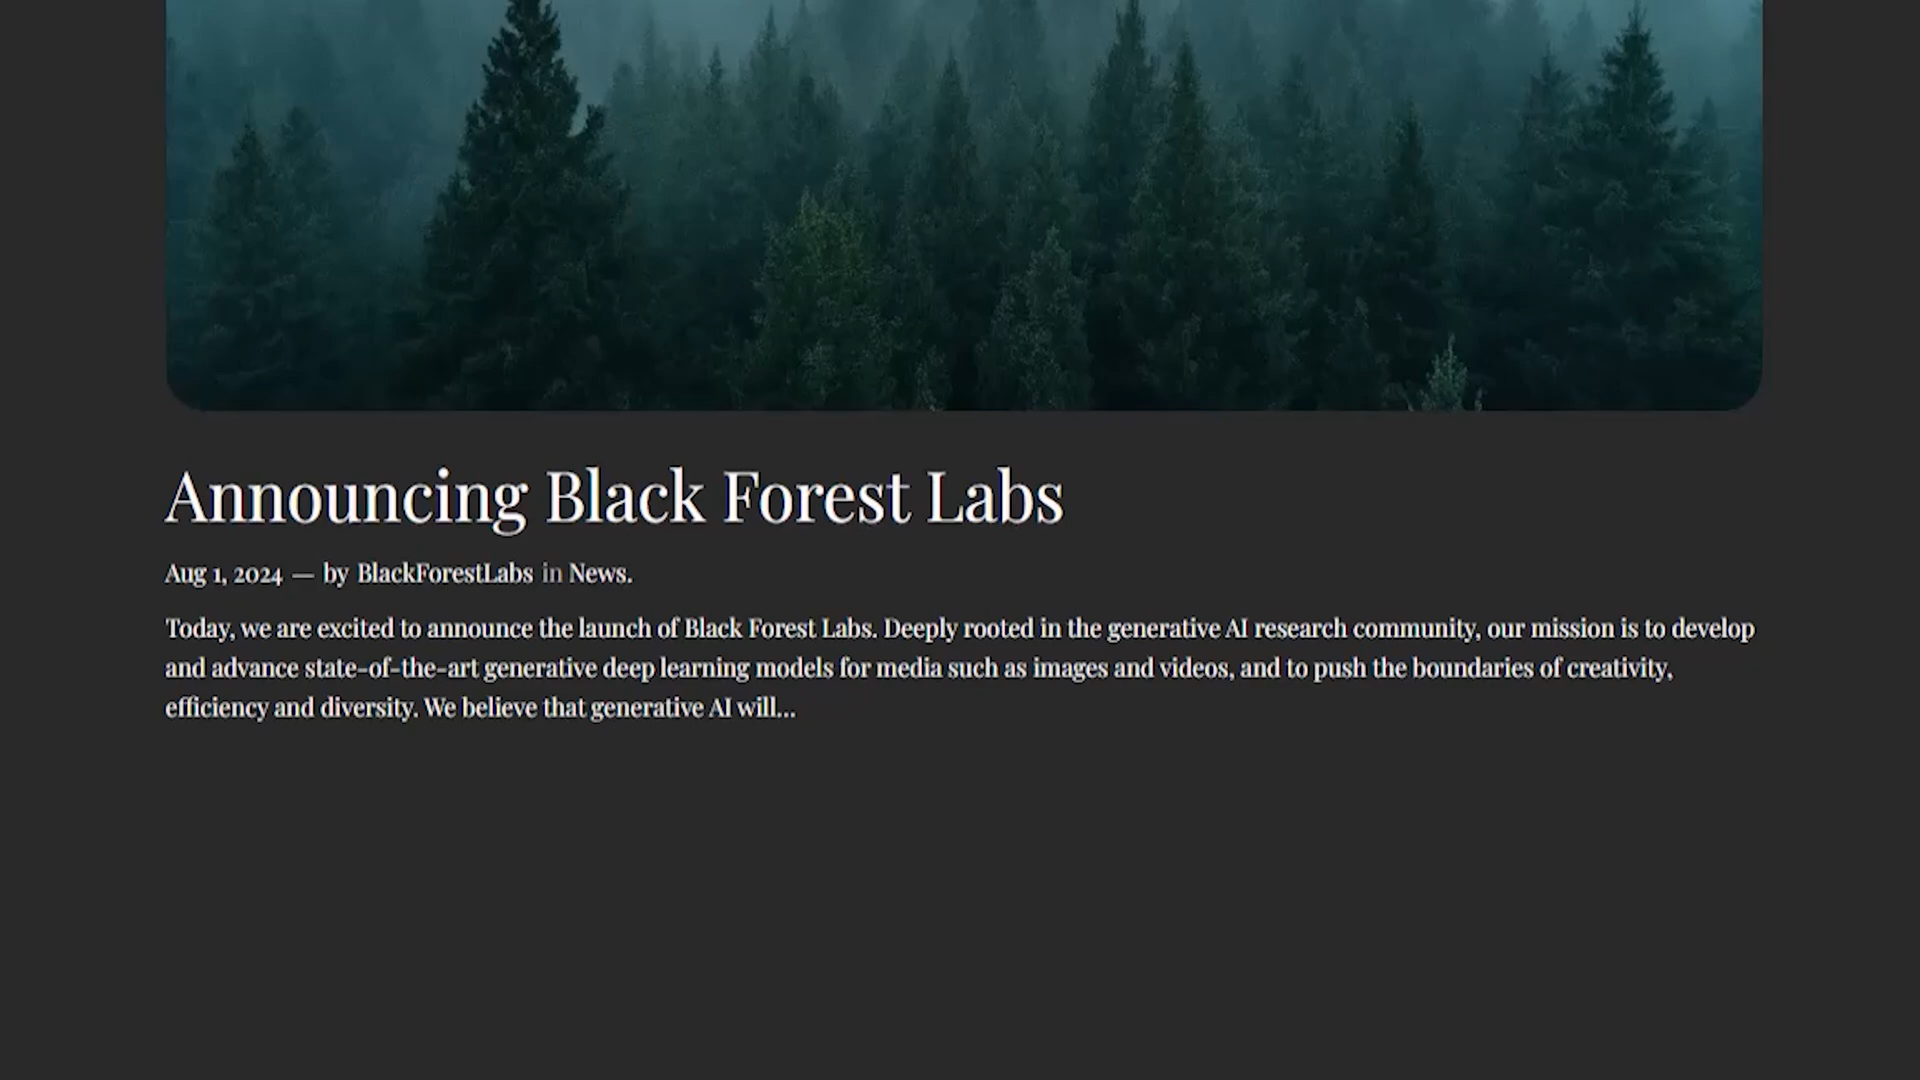 Announcing Black Forest Labs
Aug 1, 2024 — by BlackForestLabs in News.
Today, we are excited to announce the launch of Black Forest Labs. Deeply rooted in the generative AI research community, our mission is to develop
and advance state-of-the-art generative deep learning models for media such as images and videos, and to push the boundaries of creativity,
efficiency and diversity. We believe that generative AI will...